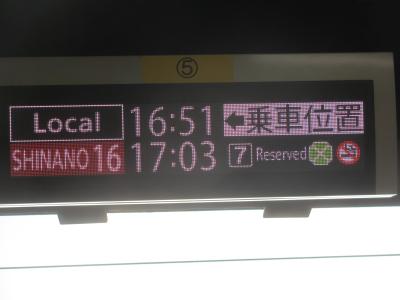 ⑤
Local 16:51 ←乗車位置
SHINANO 16 17:03 7 Reserved